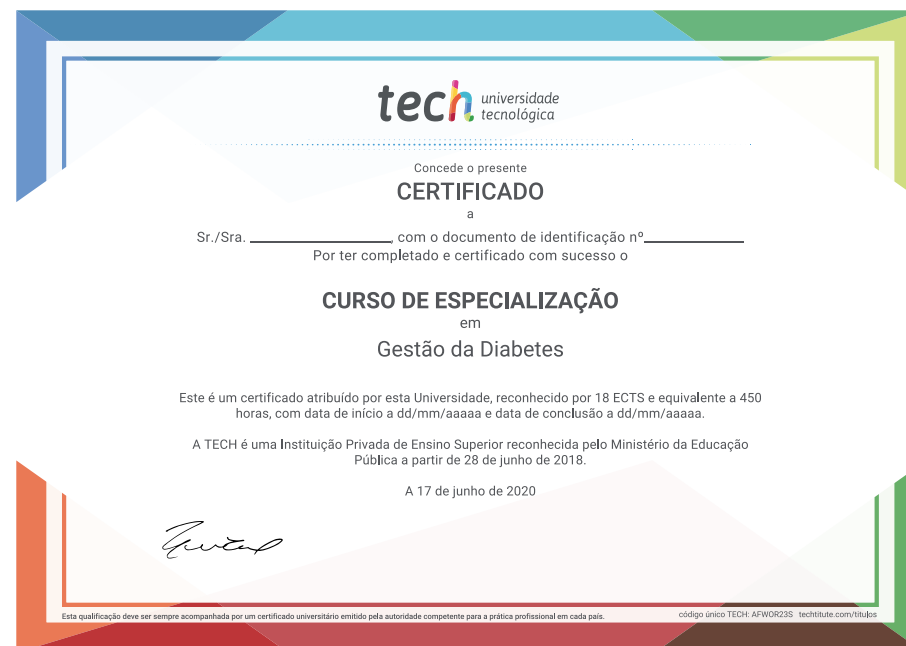 tech universidade
tecnológica
Concede o presente
CERTIFICADO
a
Sr./Sra. ________________, com o documento de identificação nº____________
Por ter completado e certificado com sucesso o
CURSO DE ESPECIALIZAÇÃO
em
Gestão da Diabetes
Este é um certificado atribuído por esta Universidade, reconhecido por 18 ECTS e equivalente a 450
horas, com data de início a dd/mm/aaaaa e data de conclusão a dd/mm/aaaaa.
A TECH é uma Instituição Privada de Ensino Superior reconhecida pelo Ministério da Educação
Pública a partir de 28 de junho de 2018.
A 17 de junho de 2020
Esta qualificação deve ser sempre acompanhada por um certificado universitário emitido pela autoridade competente para a prática profissional em cada país.
código único TECH: AFWOR23S techtitute.com/titulos